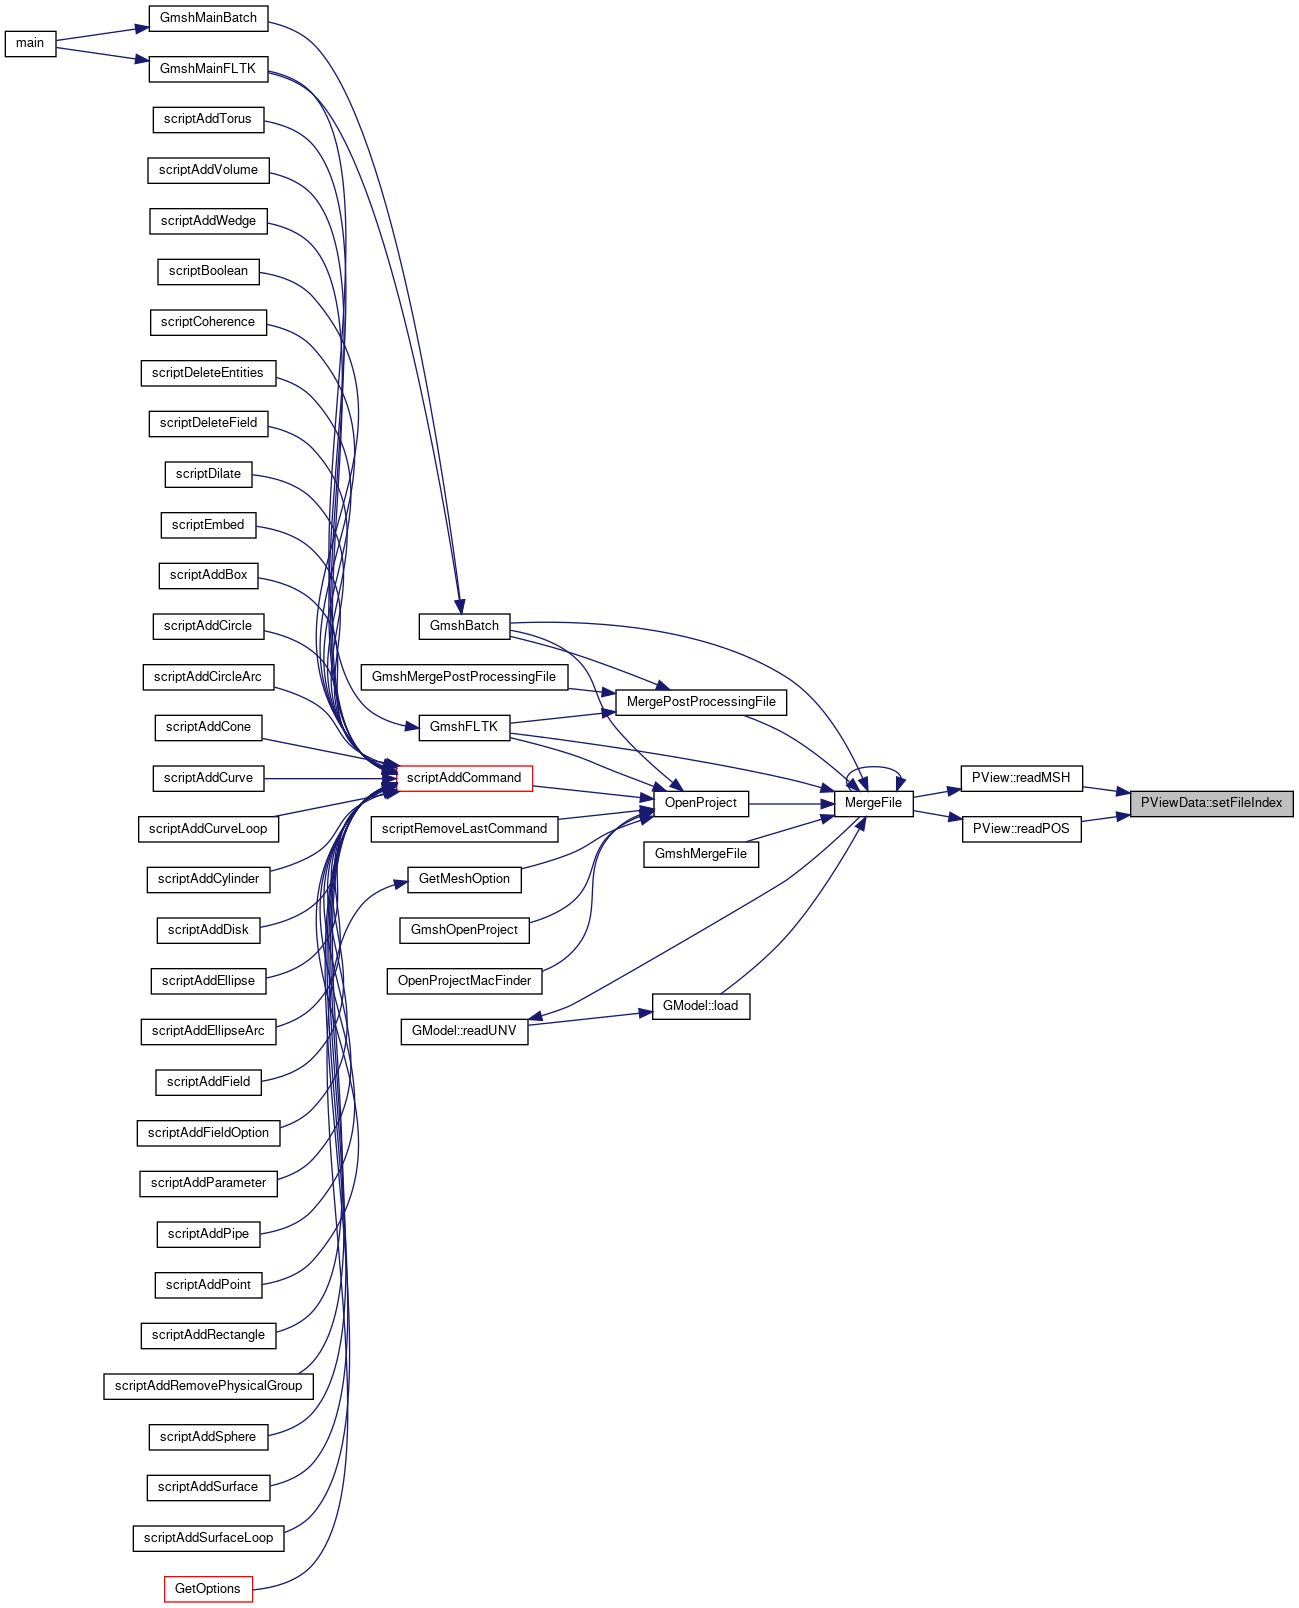 main
GmshMainBatch
GmshMainFLTK
scriptAddTorus
scriptAddVolume
scriptAddWedge
scriptBoolean
scriptCoherence
scriptDeleteEntities
scriptDeleteField
scriptDilate
scriptEmbed
scriptAddBox
scriptAddCircle
scriptAddCircleArc
scriptAddCone
scriptAddCurve
scriptAddCurveLoop
scriptAddCylinder
scriptAddDisk
scriptAddEllipse
scriptAddEllipseArc
scriptAddField
scriptAddFieldOption
scriptAddParameter
scriptAddPipe
scriptAddPoint
scriptAddRectangle
scriptAddRemovePhysicalGroup
scriptAddSphere
scriptAddSurface
scriptAddSurfaceLoop
GetOptions
GmshBatch
GmshMergePostProcessingFile
GmshFLTK
scriptAddCommand
scriptRemoveLastCommand
GetMeshOption
GmshOpenProject
OpenProjectMacFinder
GModel::readUNV
MergePostProcessingFile
OpenProject
GmshMergeFile
GModel::load
MergeFile
PView::readMSH
PView::readPOS
PViewData::setFileIndex